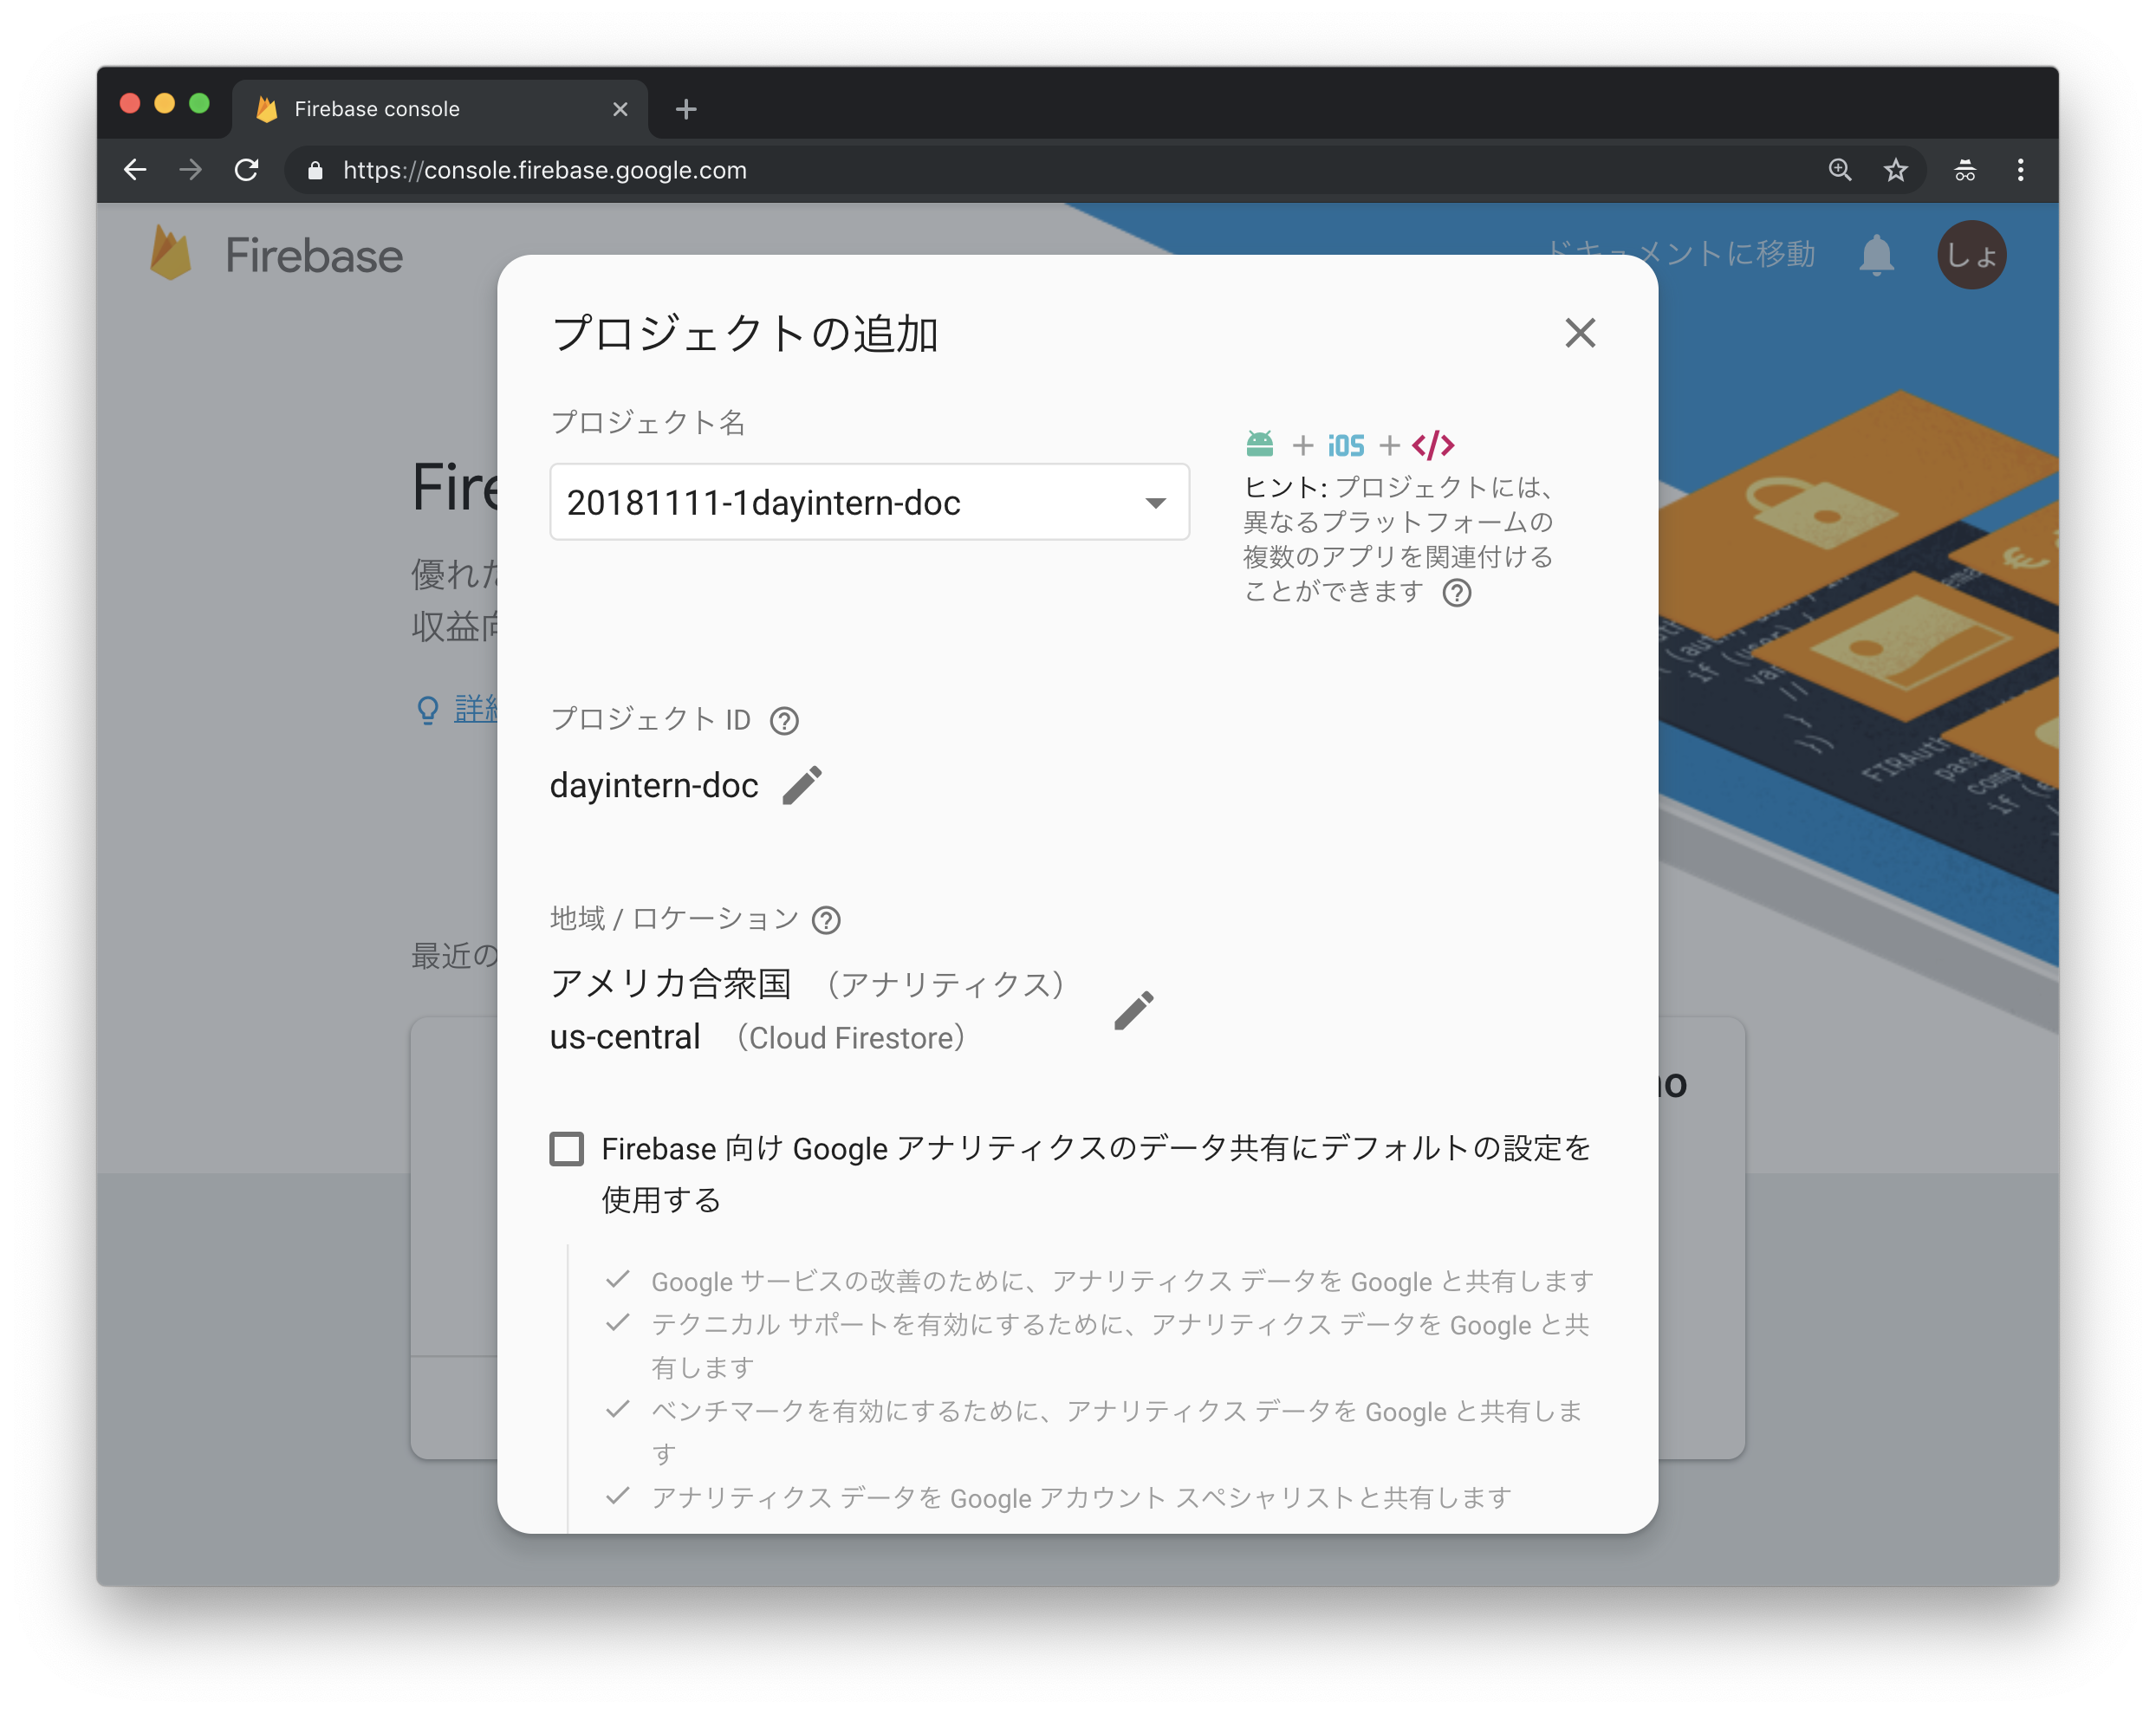 Firebase console
https://console.firebase.google.com
Firebase
ドキュメントに移動
しょ
プロジェクトの追加
プロジェクト名
20181111-1dayintern-doc
+ iOS + </>
ヒント: プロジェクトには、
異なるプラットフォームの
複数のアプリを関連付ける
ことができます
Fire
優れた
収益向
詳細
プロジェクト ID
dayintern-doc
地域 / ロケーション
最近の
アメリカ合衆国 （アナリティクス）
us-central （Cloud Firestore）
Firebase 向け Google アナリティクスのデータ共有にデフォルトの設定を
使用する
Google サービスの改善のために、アナリティクス データを Google と共有します
テクニカル サポートを有効にするために、アナリティクス データを Google と共
有します
ベンチマークを有効にするために、アナリティクス データを Google と共有しま
す
アナリティクス データを Google アカウント スペシャリストと共有します